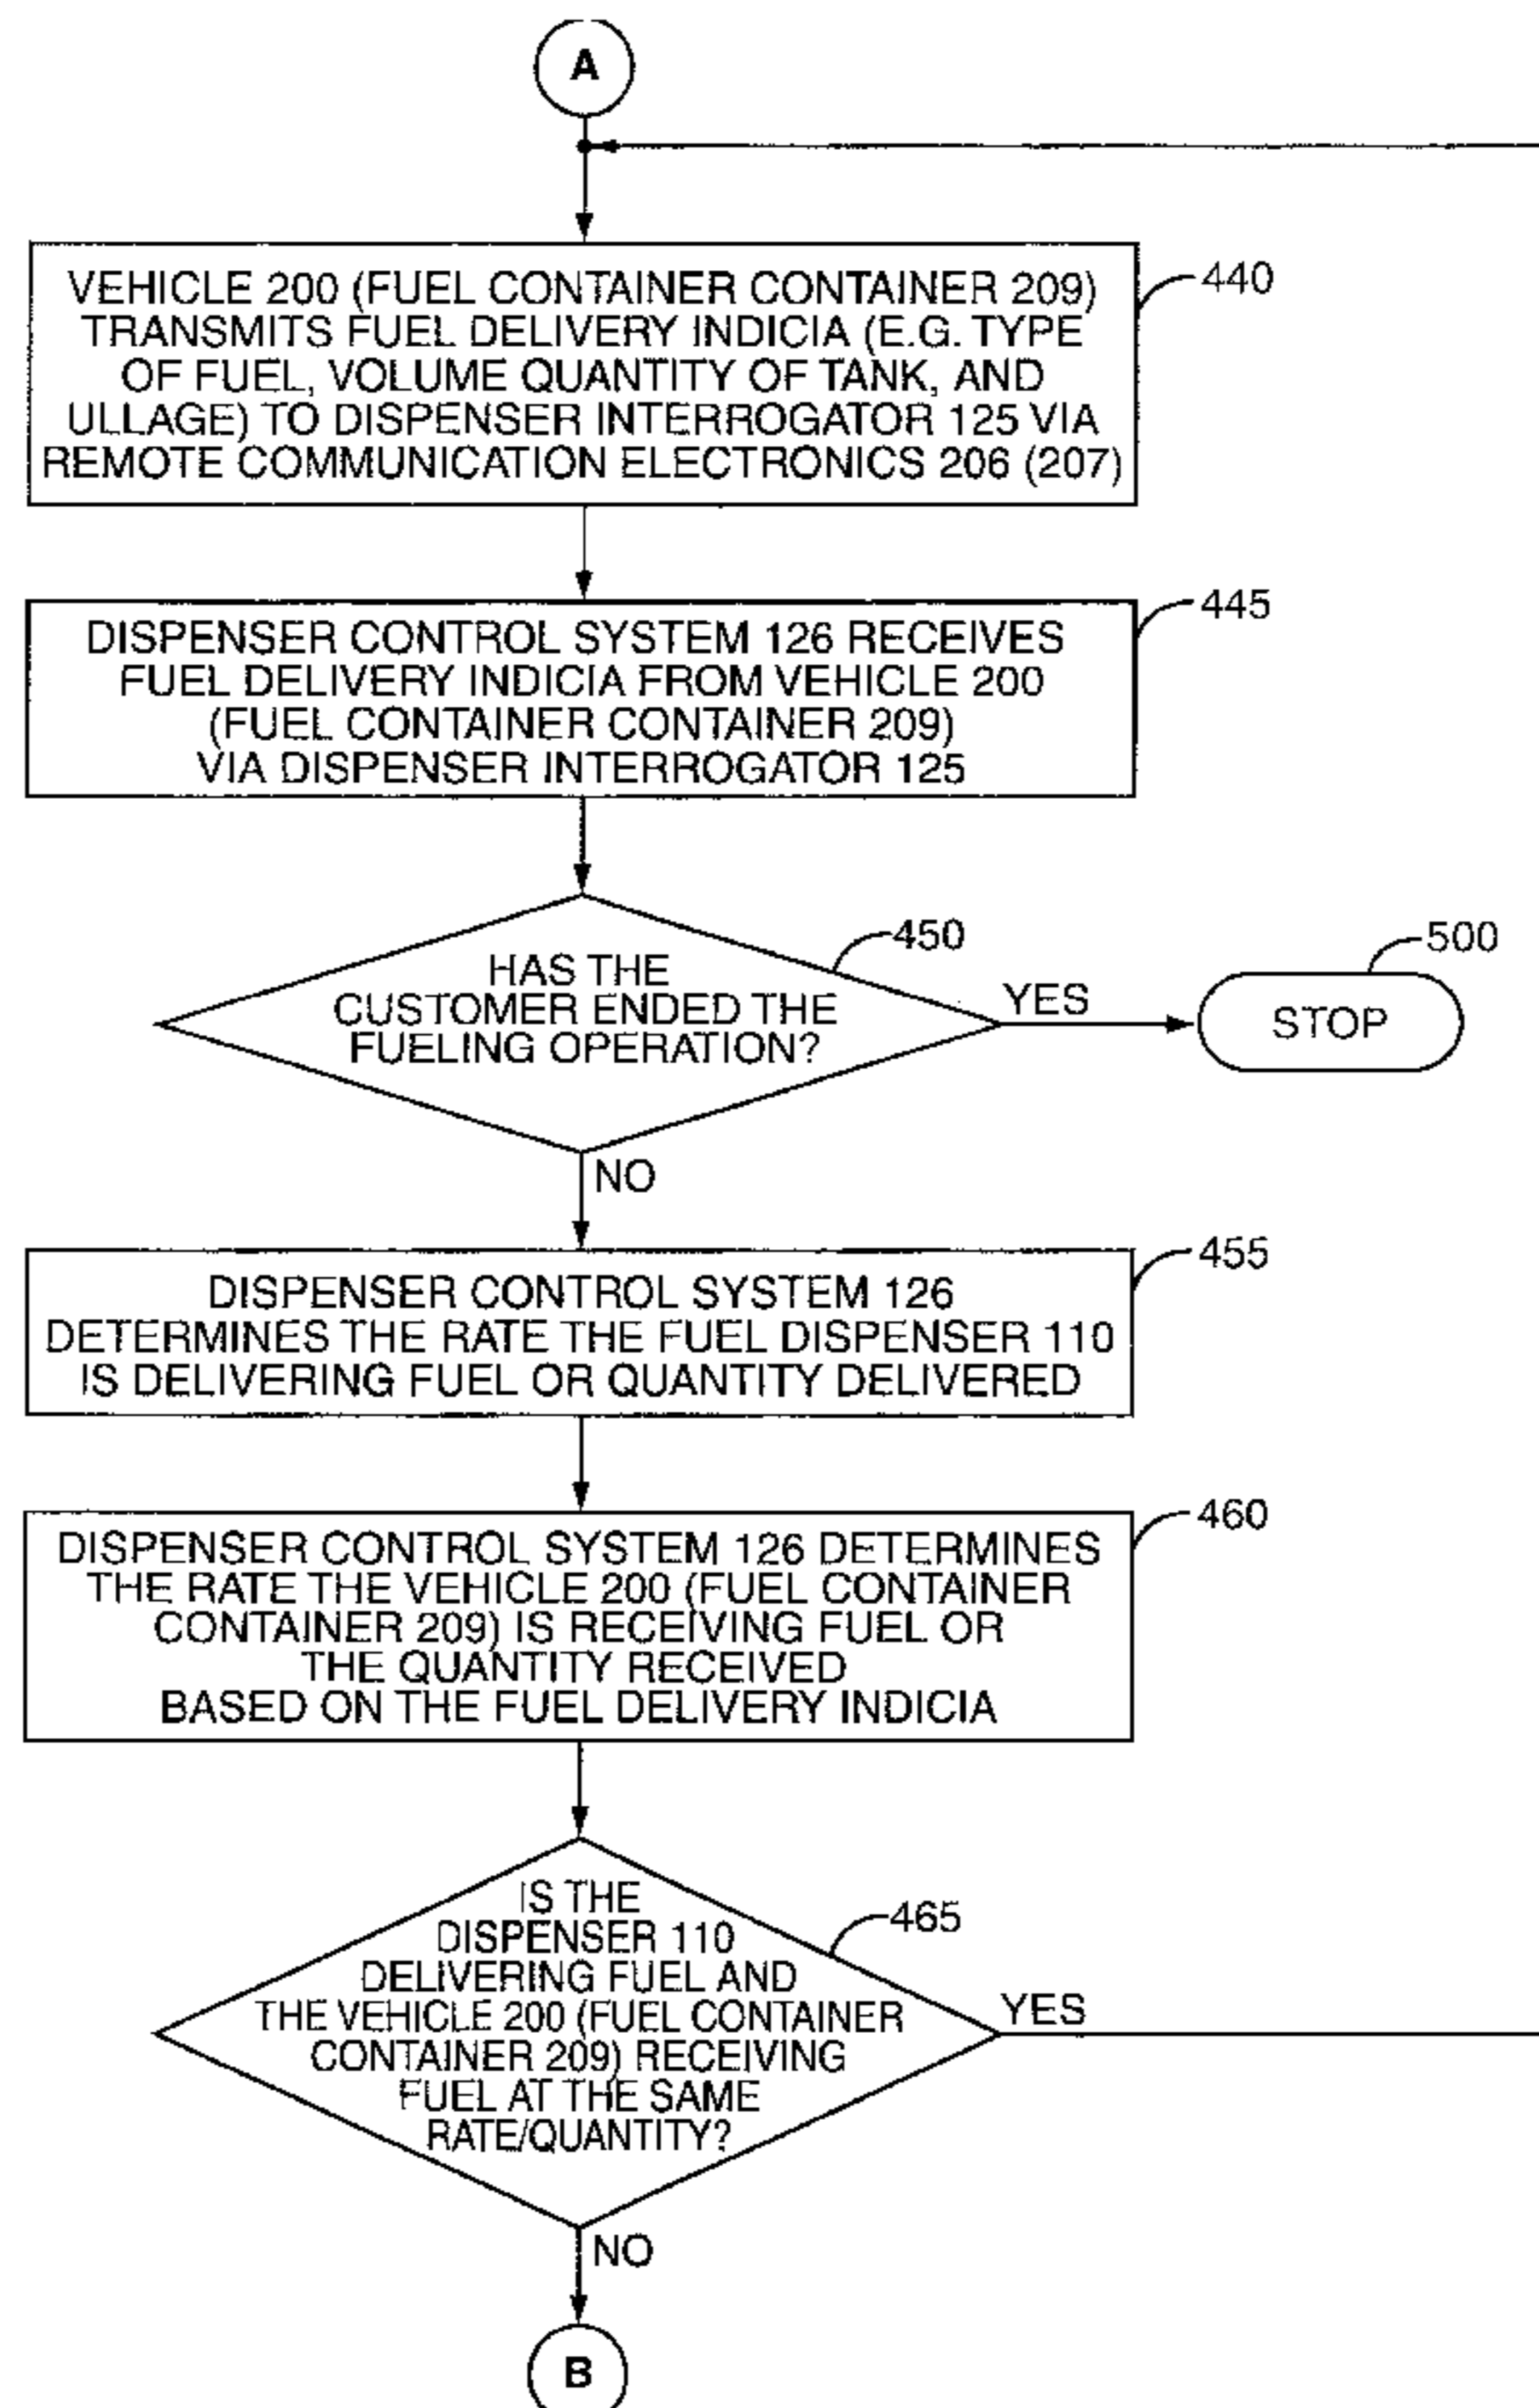 A
VEHICLE 200 (FUEL CONTAINER CONTAINER 209)
TRANSMITS FUEL DELIVERY INDICIA (E.G. TYPE
OF FUEL, VOLUME QUANTITY OF TANK, AND
ULLAGE) TO DISPENSER INTERROGATOR 125 VIA
REMOTE COMMUNICATION ELECTRONICS 206 (207)
440
DISPENSER CONTROL SYSTEM 126 RECEIVES
FUEL DELIVERY INDICIA FROM VEHICLE 200
(FUEL CONTAINER CONTAINER 209)
VIA DISPENSER INTERROGATOR 125
445
HAS THE
CUSTOMER ENDED THE
FUELING OPERATION?
450
YES
STOP
500
NO
DISPENSER CONTROL SYSTEM 126
DETERMINES THE RATE THE FUEL DISPENSER 110
IS DELIVERING FUEL OR QUANTITY DELIVERED
455
DISPENSER CONTROL SYSTEM 126 DETERMINES
THE RATE THE VEHICLE 200 (FUEL CONTAINER
CONTAINER 209) IS RECEIVING FUEL OR
THE QUANTITY RECEIVED
BASED ON THE FUEL DELIVERY INDICIA
460
IS THE
DISPENSER 110
DELIVERING FUEL AND
THE VEHICLE 200 (FUEL CONTAINER
CONTAINER 209) RECEIVING
FUEL AT THE SAME
RATE/QUANTITY?
465
YES
NO
B